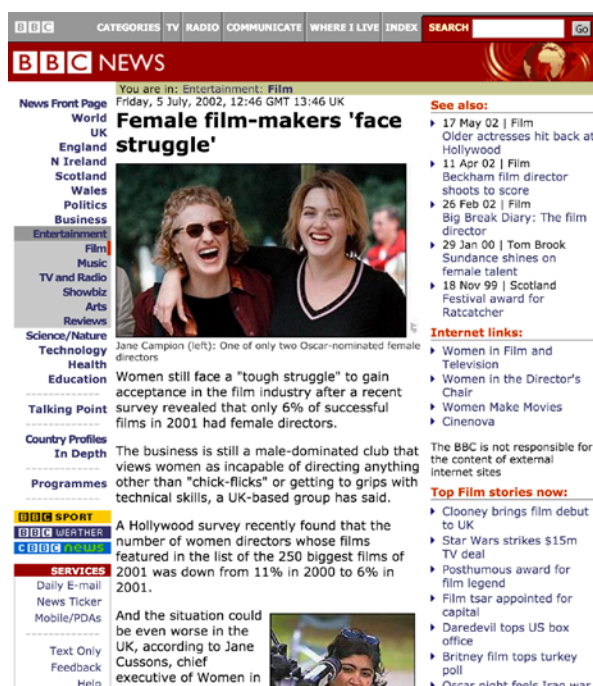 BBC CATEGORIES TV RADIO COMMUNICATE WHERE I LIVE INDEX SEARCH Go
BBC NEWS
You are in: Entertainment: Film
News Front Page
World
UK
England
N Ireland
Scotland
Wales
Politics
Business
Entertainment
Film
Music
TV and Radio
Showbiz
Arts
Reviews
Science/Nature
Technology
Health
Education
Talking Point
Country Profiles
In Depth
Programmes
BBC SPORT
BBC WEATHER
CBBC news
SERVICES
Daily E-mail
News Ticker
Mobile/PDAs
Text Only
Feedback
Help
Friday, 5 July, 2002, 12:46 GMT 13:46 UK
Female film-makers 'face
struggle'
Jane Campion (left): One of only two Oscar-nominated female
directors
Women still face a "tough struggle" to gain
acceptance in the film industry after a recent
survey revealed that only 6% of successful
films in 2001 had female directors.
The business is still a male-dominated club that
views women as incapable of directing anything
other than "chick-flicks" or getting to grips with
technical skills, a UK-based group has said.
A Hollywood survey recently found that the
number of women directors whose films
featured in the list of the 250 biggest films of
2001 was down from 11% in 2000 to 6% in
2001.
And the situation could
be even worse in the
UK, according to Jane
Cussons, chief
executive of Women in
See also:
17 May 02 | Film
Older actresses hit back at
Hollywood
11 Apr 02 | Film
Beckham film director
shoots to score
26 Feb 02 | Film
Big Break Diary: The film
director
29 Jan 00 | Tom Brook
Sundance shines on
female talent
18 Nov 99 | Scotland
Festival award for
Ratcatcher
Internet links:
Women in Film and
Television
Women in the Director's
Chair
Women Make Movies
Cinenova
The BBC is not responsible for
the content of external
internet sites
Top Film stories now:
Clooney brings film debut
to UK
Star Wars strikes $15m
TV deal
Posthumous award for
film legend
Film tsar appointed for
capital
Daredevil tops US box
office
Britney film tops turkey
poll
Oscar night feels Iraq war